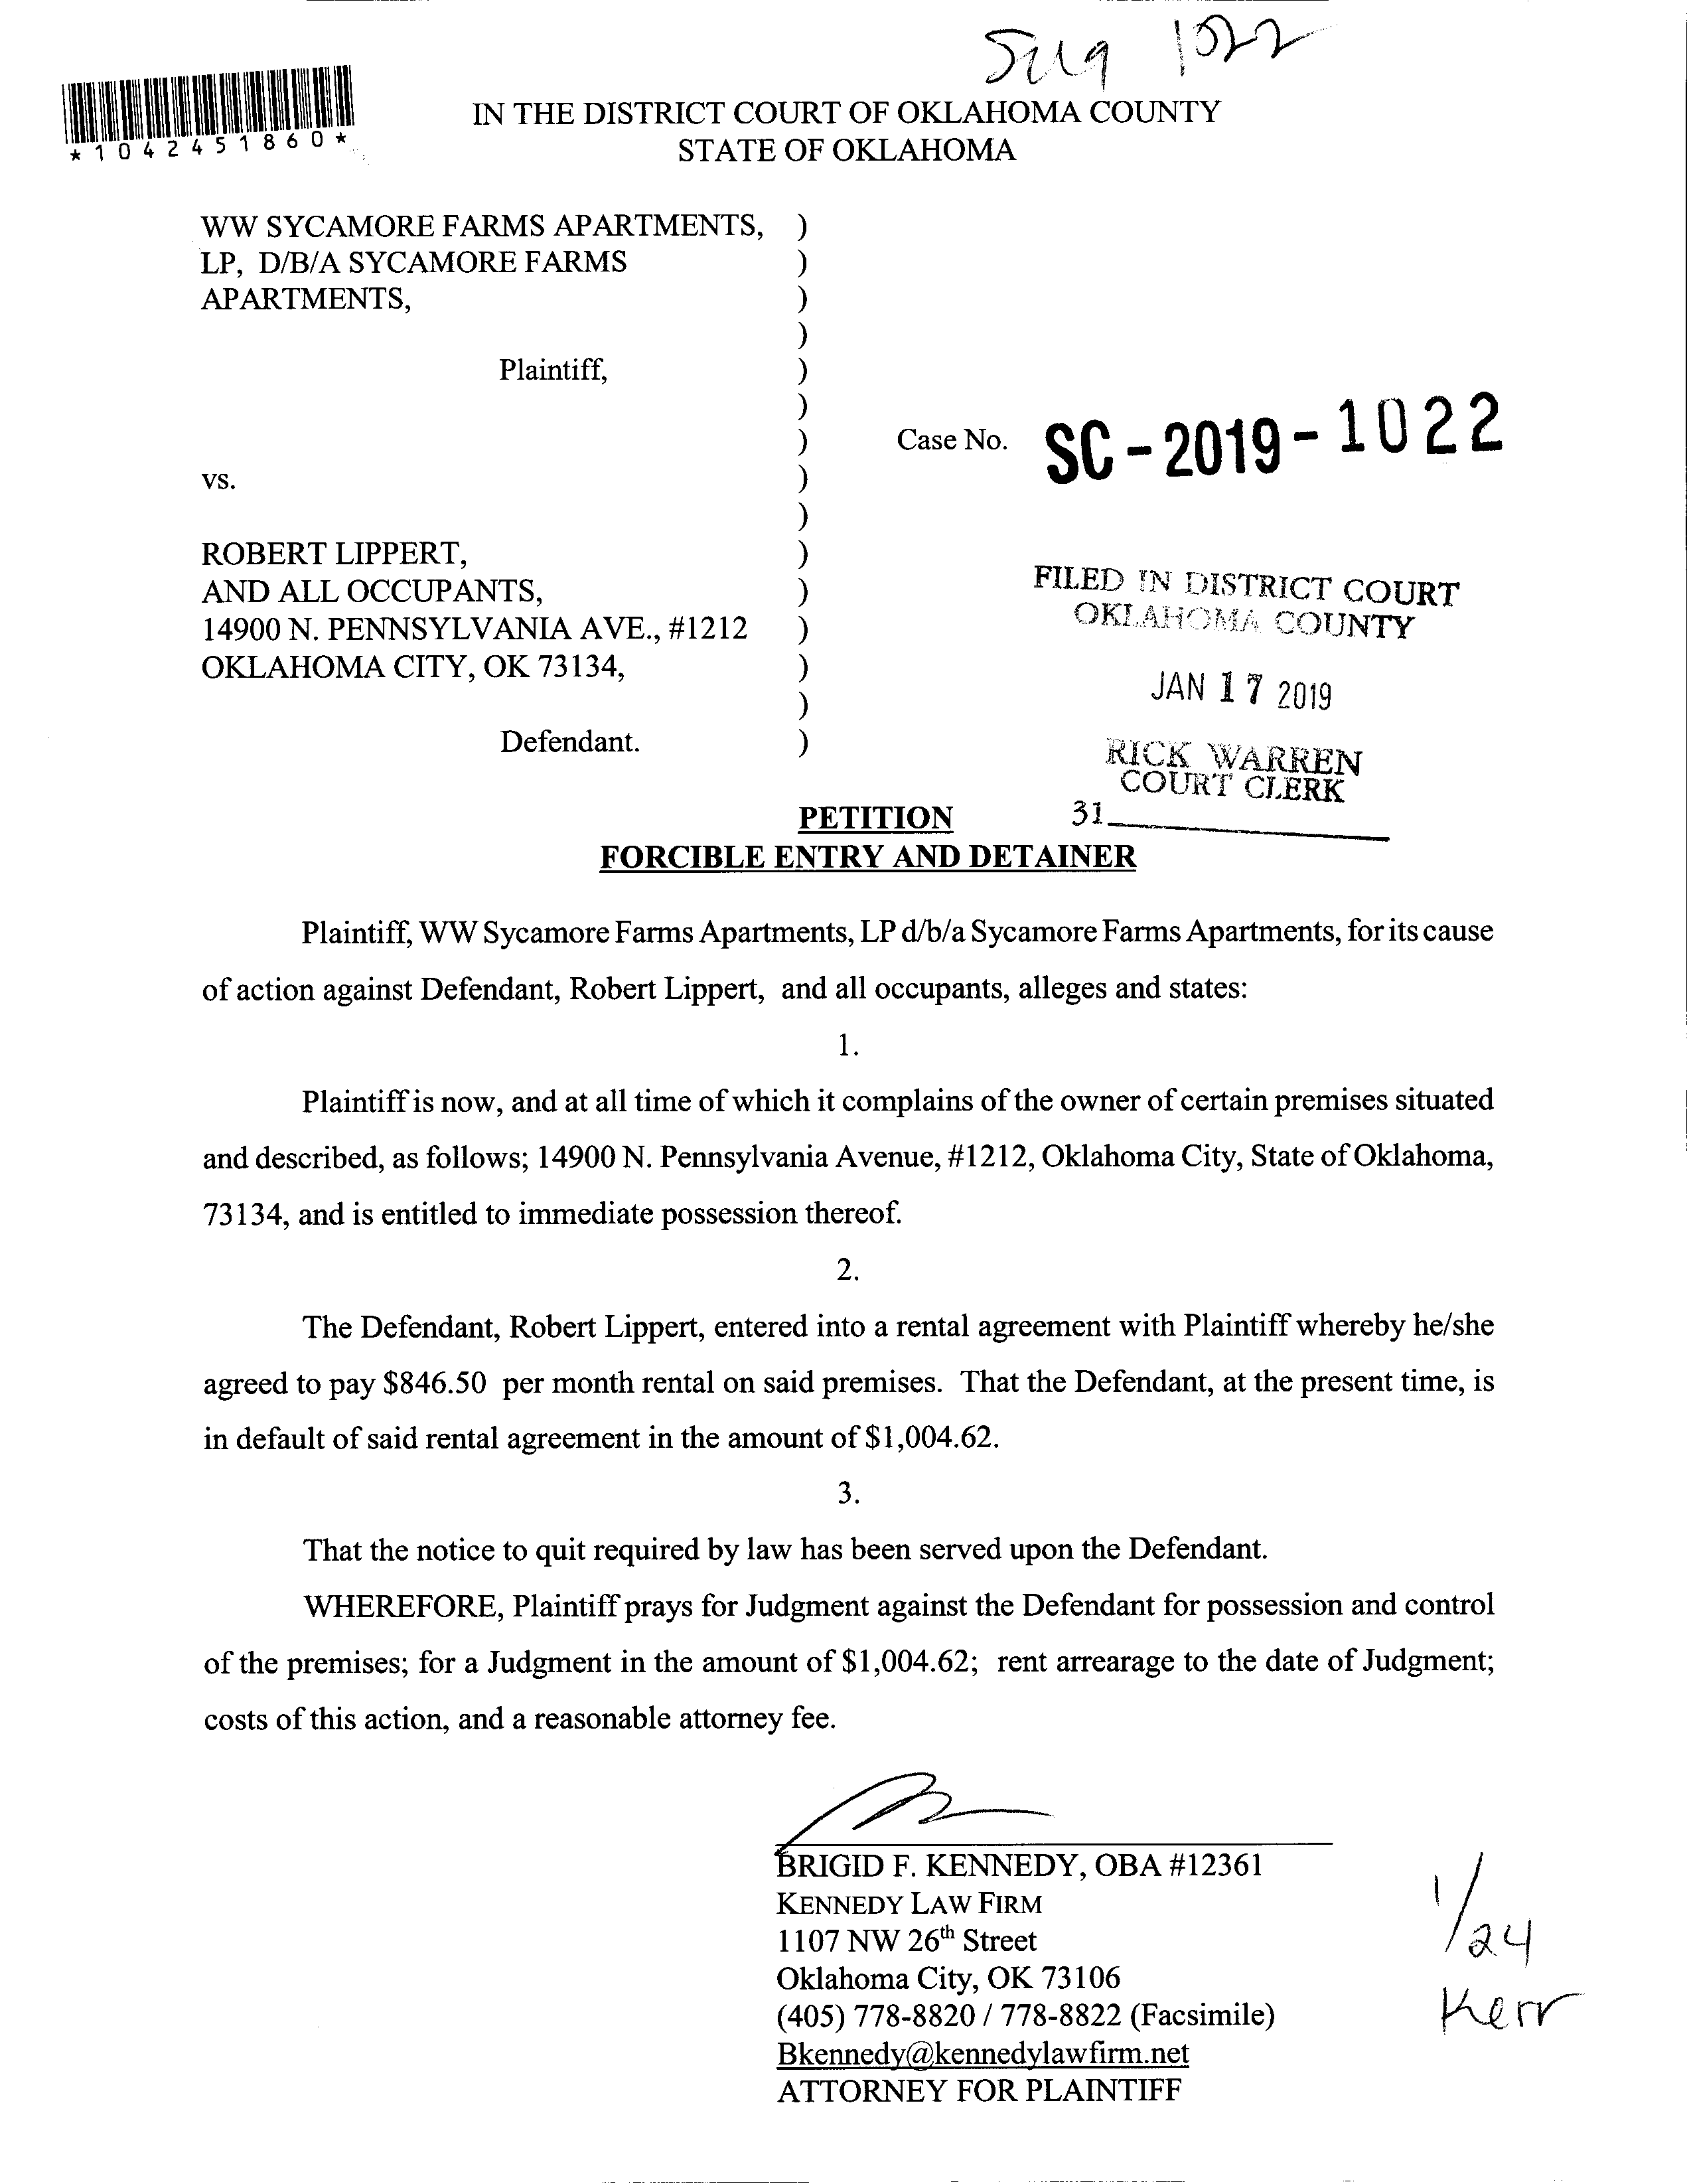 1022
*1042451860*
IN THE DISTRICT COURT OF OKLAHOMA COUNTY
STATE OF OKLAHOMA
WW SYCAMORE FARMS APARTMENTS, )
LP, D/B/A SYCAMORE FARMS )
APARTMENTS, )
)
Plaintiff, )
)
) Case No. SC-2019-1022
vs. )
)
ROBERT LIPPERT, )
AND ALL OCCUPANTS, )
14900 N. PENNSYLVANIA AVE., #1212 )
OKLAHOMA CITY, OK 73134, )
)
Defendant. )
FILED IN DISTRICT COURT
OKLAHOMA COUNTY
JAN 17 2019
RICK WARREN
COURT CLERK
31
PETITION
FORCIBLE ENTRY AND DETAINER
Plaintiff, WW Sycamore Farms Apartments, LP d/b/a Sycamore Farms Apartments, for its cause
of action against Defendant, Robert Lippert, and all occupants, alleges and states:
1.
Plaintiff is now, and at all time of which it complains of the owner of certain premises situated
and described, as follows; 14900 N. Pennsylvania Avenue, #1212, Oklahoma City, State of Oklahoma,
73134, and is entitled to immediate possession thereof.
2.
The Defendant, Robert Lippert, entered into a rental agreement with Plaintiff whereby he/she
agreed to pay $846.50 per month rental on said premises. That the Defendant, at the present time, is
in default of said rental agreement in the amount of $1,004.62.
3.
That the notice to quit required by law has been served upon the Defendant.
WHEREFORE, Plaintiff prays for Judgment against the Defendant for possession and control
of the premises; for a Judgment in the amount of $1,004.62; rent arrearage to the date of Judgment;
costs of this action, and a reasonable attorney fee.
BRIGID F. KENNEDY, OBA #12361
KENNEDY LAW FIRM
1107 NW 26th Street
Oklahoma City, OK 73106
(405) 778-8820 / 778-8822 (Facsimile)
Bkennedy@kennedylawfirm.net
ATTORNEY FOR PLAINTIFF
1/24
Kerr